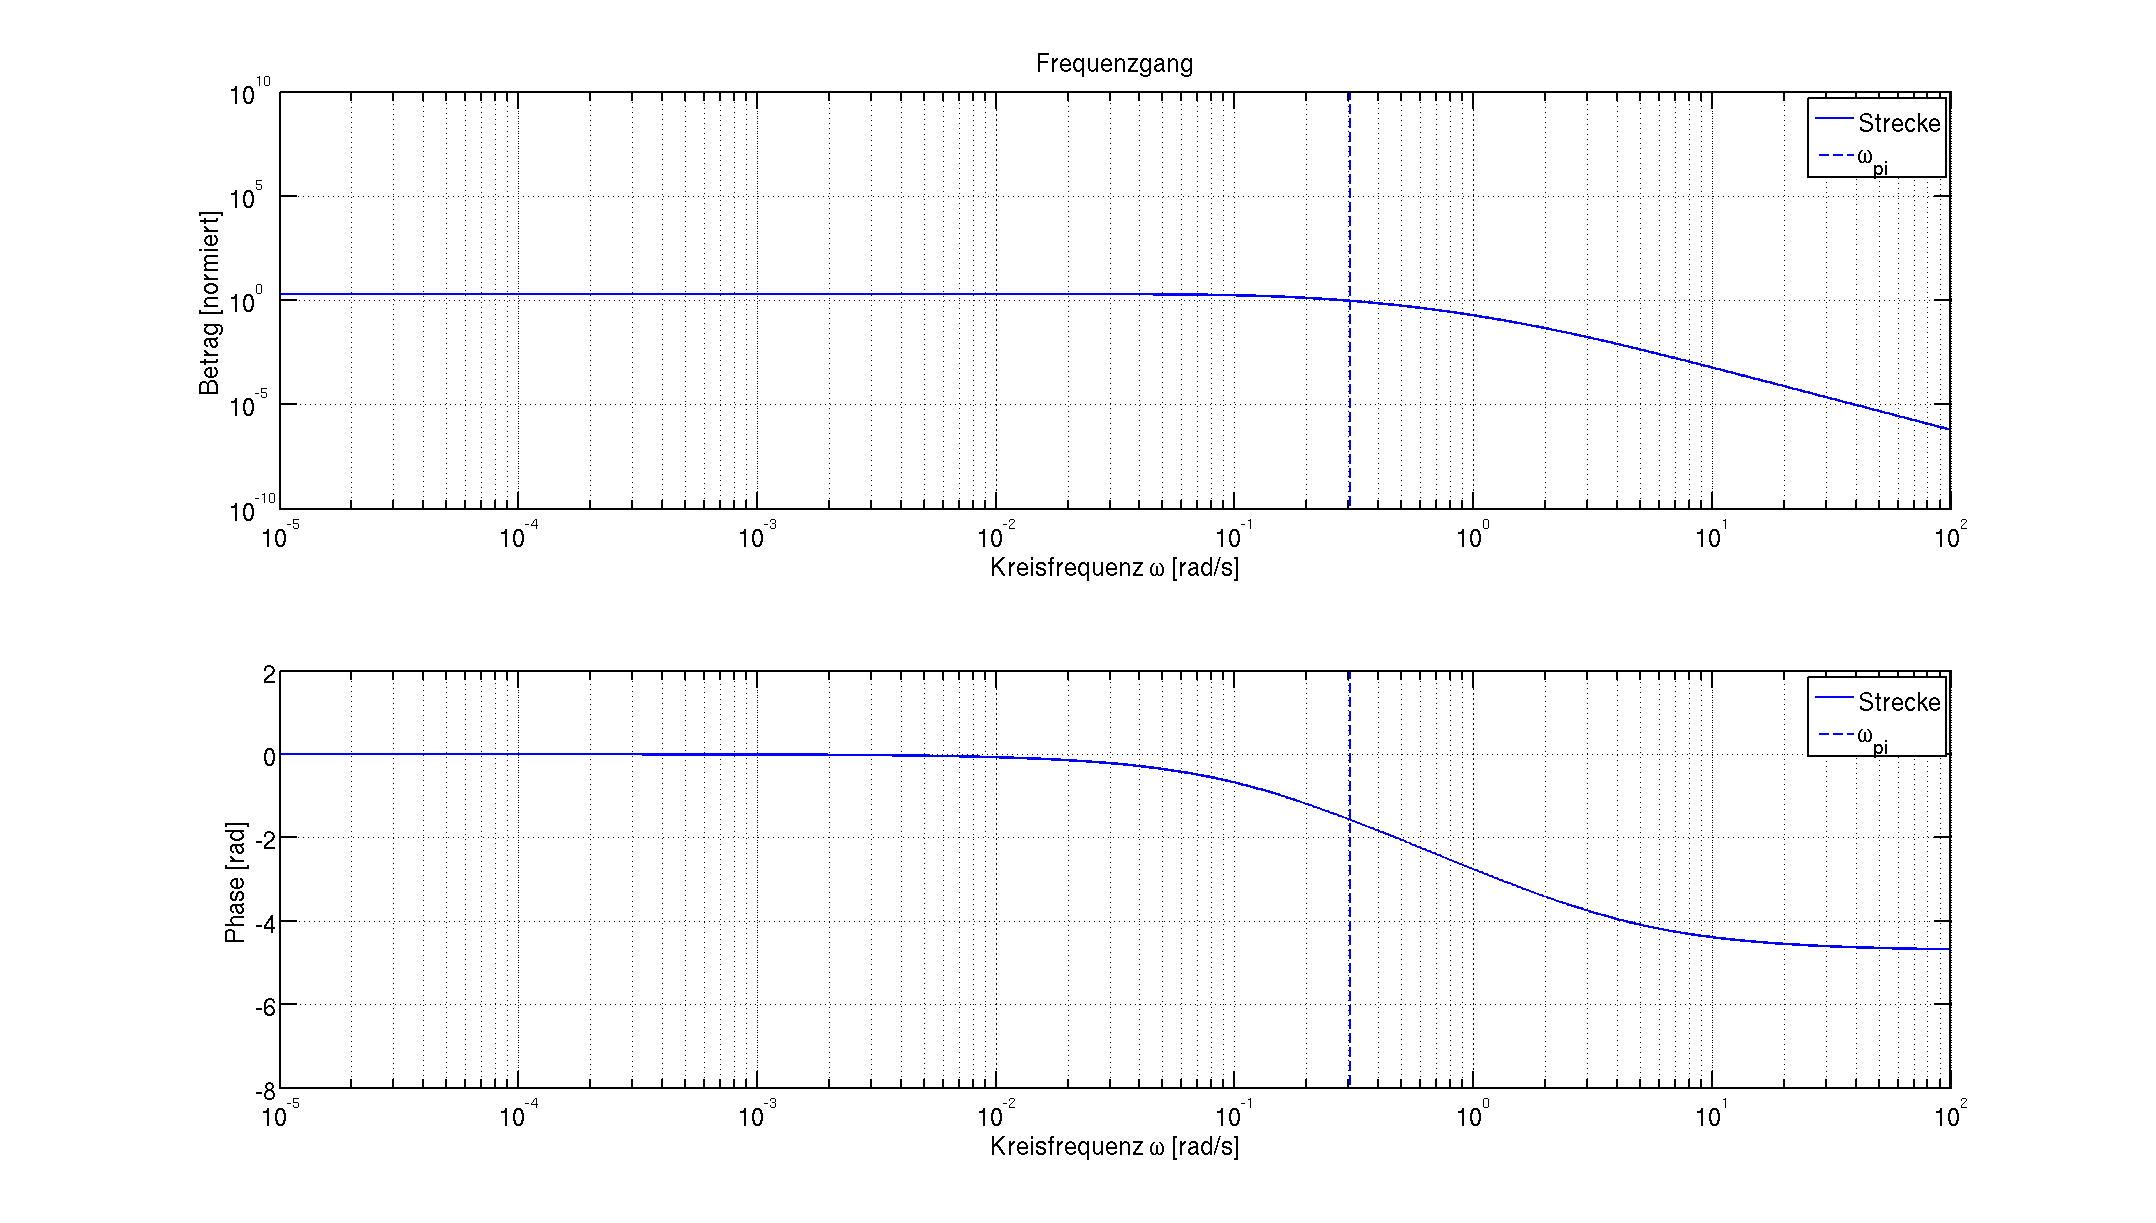 Frequenzgang
10^10
10^5
10^0
10^-5
10^-10
Betrag [normiert]
Strecke
ω_pi
10^-5 10^-4 10^-3 10^-2 10^-1 10^0 10^1 10^2
Kreisfrequenz ω [rad/s]
2
0
-2
-4
-6
-8
Phase [rad]
Strecke
ω_pi
10^-5 10^-4 10^-3 10^-2 10^-1 10^0 10^1 10^2
Kreisfrequenz ω [rad/s]